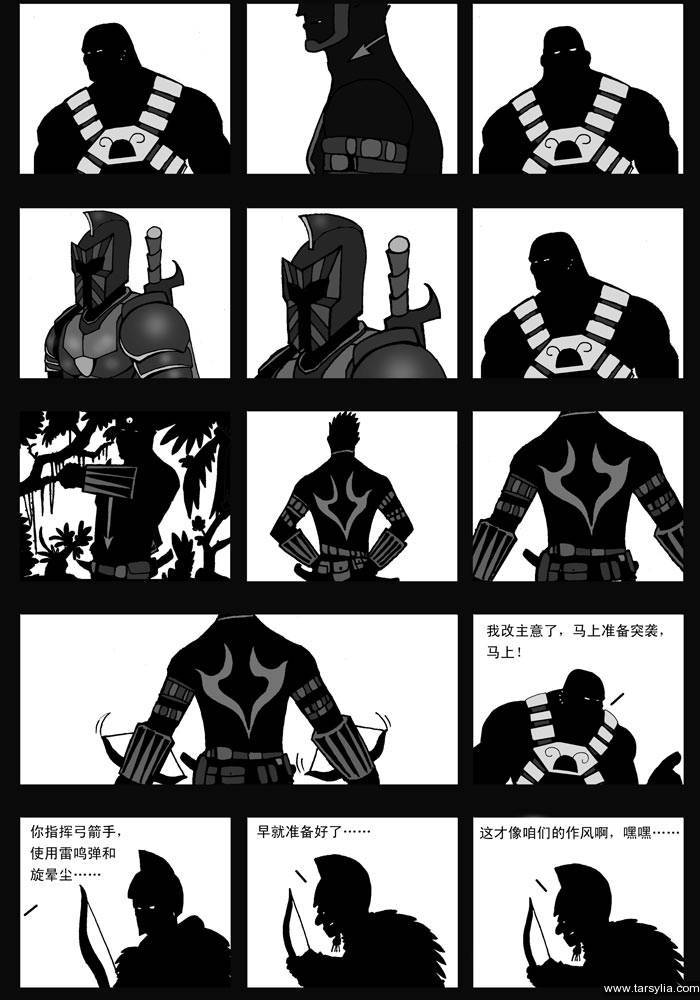 我改主意了，马上准备突袭，
马上！
你指挥弓箭手，
使用雷鸣弹和
旋晕尘……
早就准备好了……
这才像咱们的作风啊，嘿嘿……
www.tarsylia.com